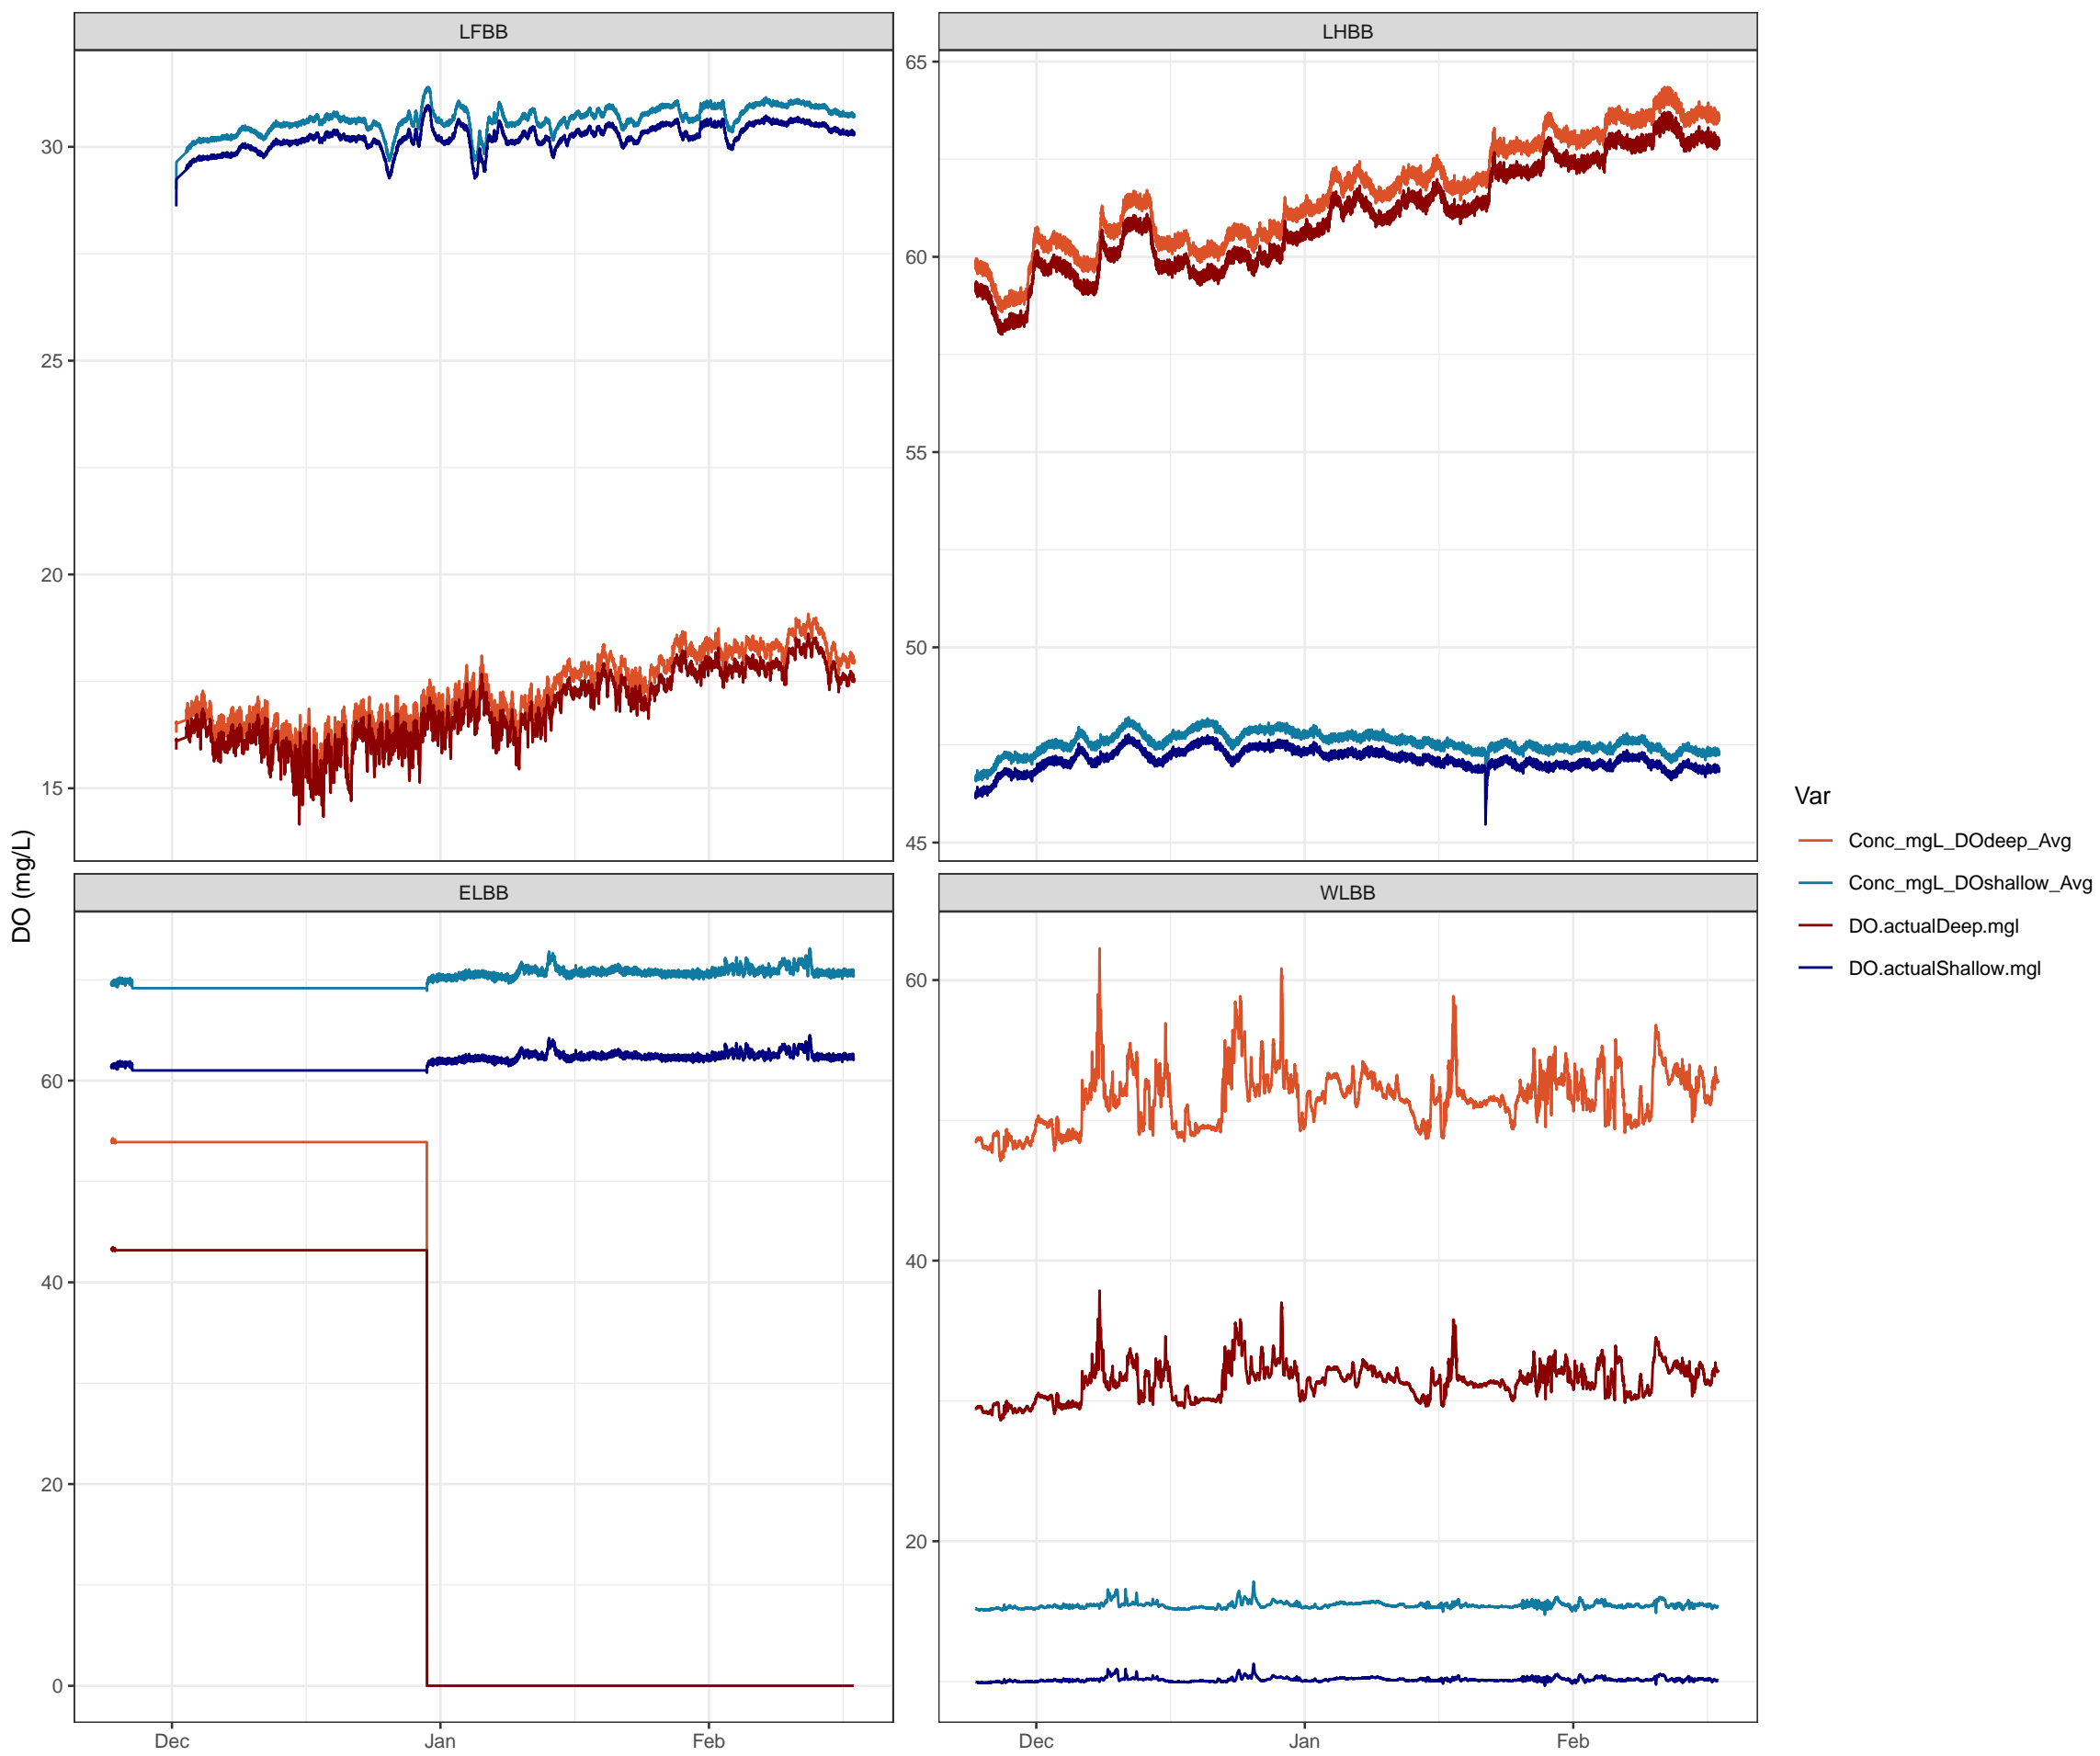 LFBB
LHBB
30
25
20
15
65
60
55
50
45
DO (mg/L)
ELBB
WLBB
60
40
20
0
60
40
20
Dec
Jan
Feb
Dec
Jan
Feb
Var
Conc_mgL_DOdeep_Avg
Conc_mgL_DOshallow_Avg
DO.actualDeep.mgl
DO.actualShallow.mgl